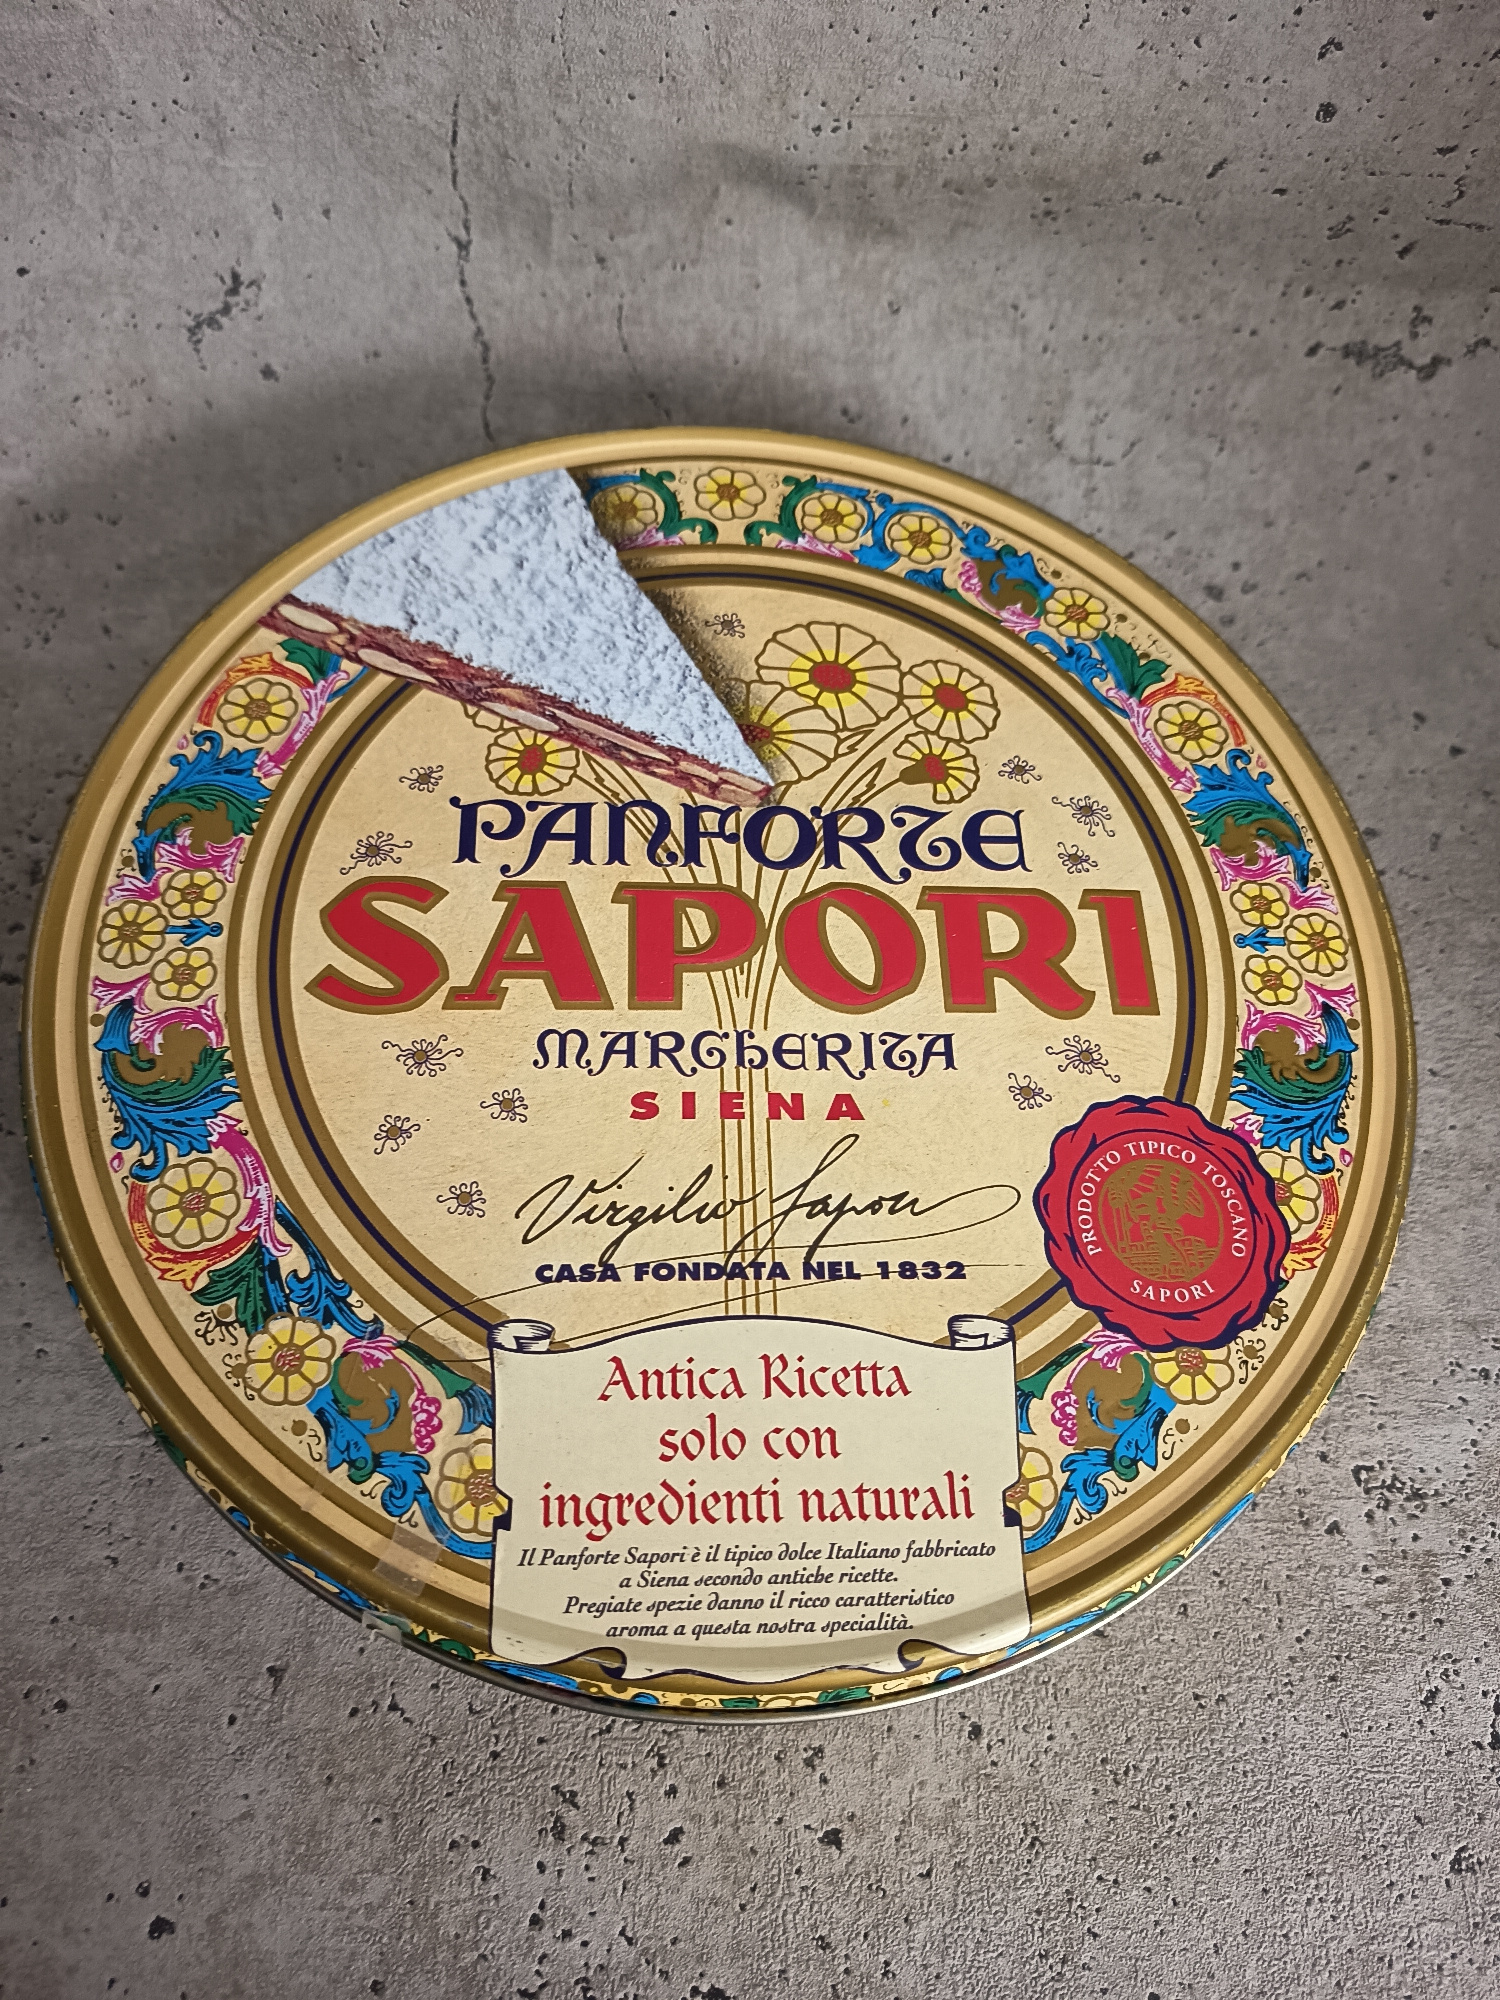 PANFORTE
SAPORI
MARGHERITA
SIENA
Virgilio Sapori
CASA FONDATA NEL 1832
PRODOTTO TIPICO TOSCANO
SAPORI
Antica Ricetta
solo con
ingredienti naturali
Il Panforte Sapori è il tipico dolce Italiano fabbricato
a Siena secondo antiche ricette.
Pregiate spezie danno il ricco caratteristico
aroma a questa nostra specialità.